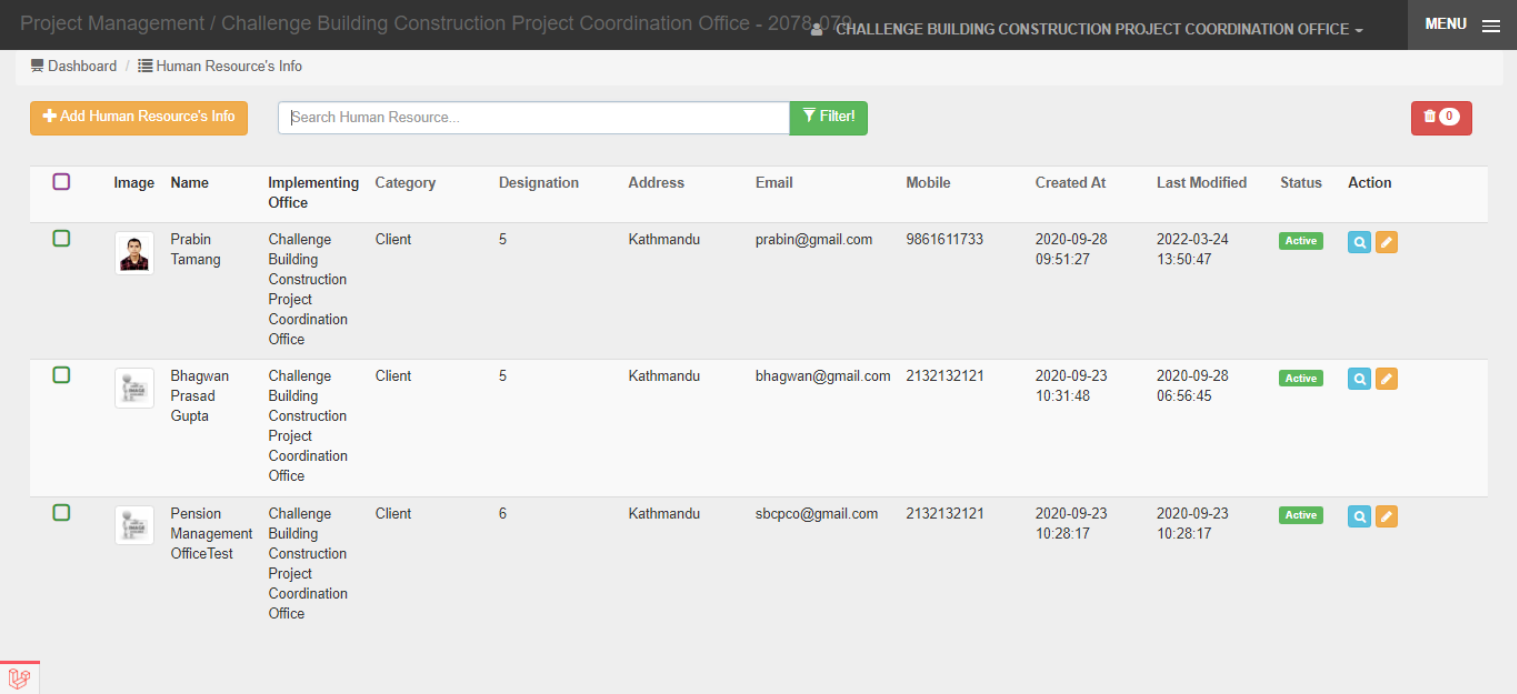 Project Management / Challenge Building Construction Project Coordination Office - 2078-079
CHALLENGE BUILDING CONSTRUCTION PROJECT COORDINATION OFFICE
MENU
Dashboard / Human Resource's Info
Add Human Resource's Info
Search Human Resource...
Filter!
0
Image Name Implementing Office Category Designation Address Email Mobile Created At Last Modified Status Action
Prabin Challenge Client 5 Kathmandu prabin@gmail.com 9861611733 2020-09-28 2022-03-24 Active
Tamang Building 09:51:27 13:50:47
Construction
Project
Coordination
Office
Bhagwan Challenge Client 5 Kathmandu bhagwan@gmail.com 2132132121 2020-09-23 2020-09-28 Active
Prasad Building 10:31:48 06:56:45
Gupta Construction
Project
Coordination
Office
Pension Challenge Client 6 Kathmandu sbcpco@gmail.com 2132132121 2020-09-23 2020-09-23 Active
Management Building 10:28:17 10:28:17
OfficeTest Construction
Project
Coordination
Office